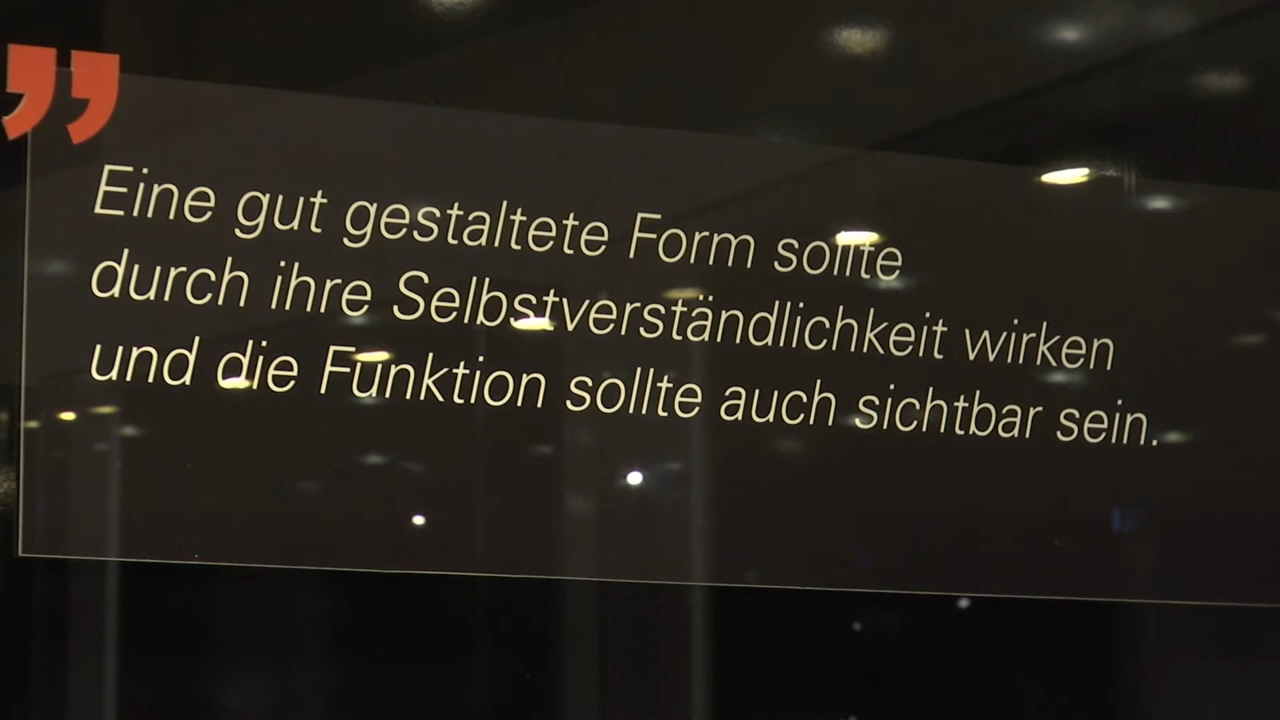 ”
Eine gut gestaltete Form sollte
durch ihre Selbstverständlichkeit wirken
und die Funktion sollte auch sichtbar sein.